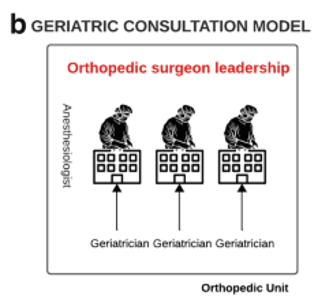 b GERIATRIC CONSULTATION MODEL
Orthopedic surgeon leadership
Anesthesiologist
Geriatrician Geriatrician Geriatrician
Orthopedic Unit